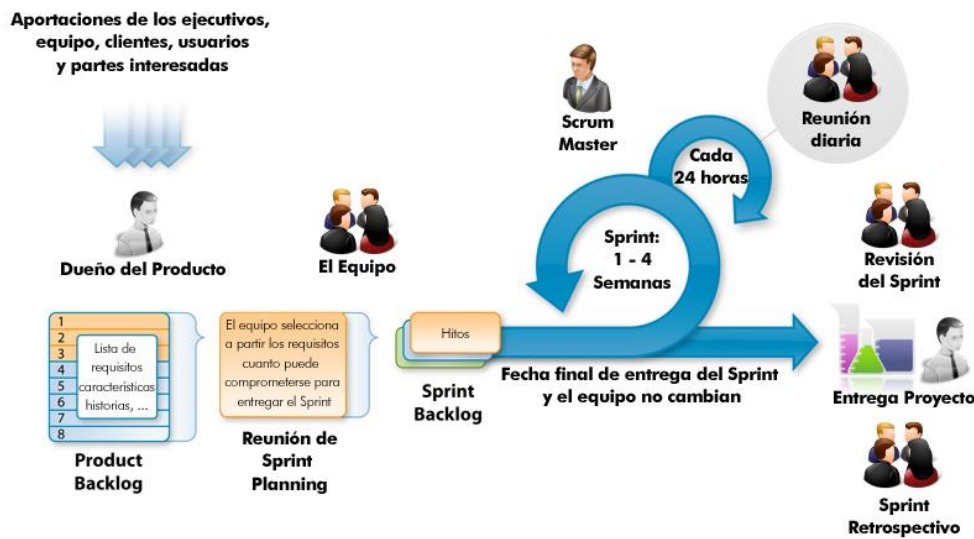 Aportaciones de los ejecutivos,
equipo, clientes, usuarios
y partes interesadas
Dueño del Producto
El Equipo
Scrum
Master
Cada
24 horas
Reunión
diaria
Sprint:
1 - 4
Semanas
Revisión
del Sprint
1
2
3
4
5
6
7
8
Lista de
requisitos
características
historias, ...
Product
Backlog
El equipo selecciona
a partir los requisitos
cuanto puede
comprometerse para
entregar el Sprint
Reunión de
Sprint
Planning
Hitos
Sprint
Backlog
Fecha final de entrega del Sprint
y el equipo no cambian
Entrega Proyecto
Sprint
Retrospectivo